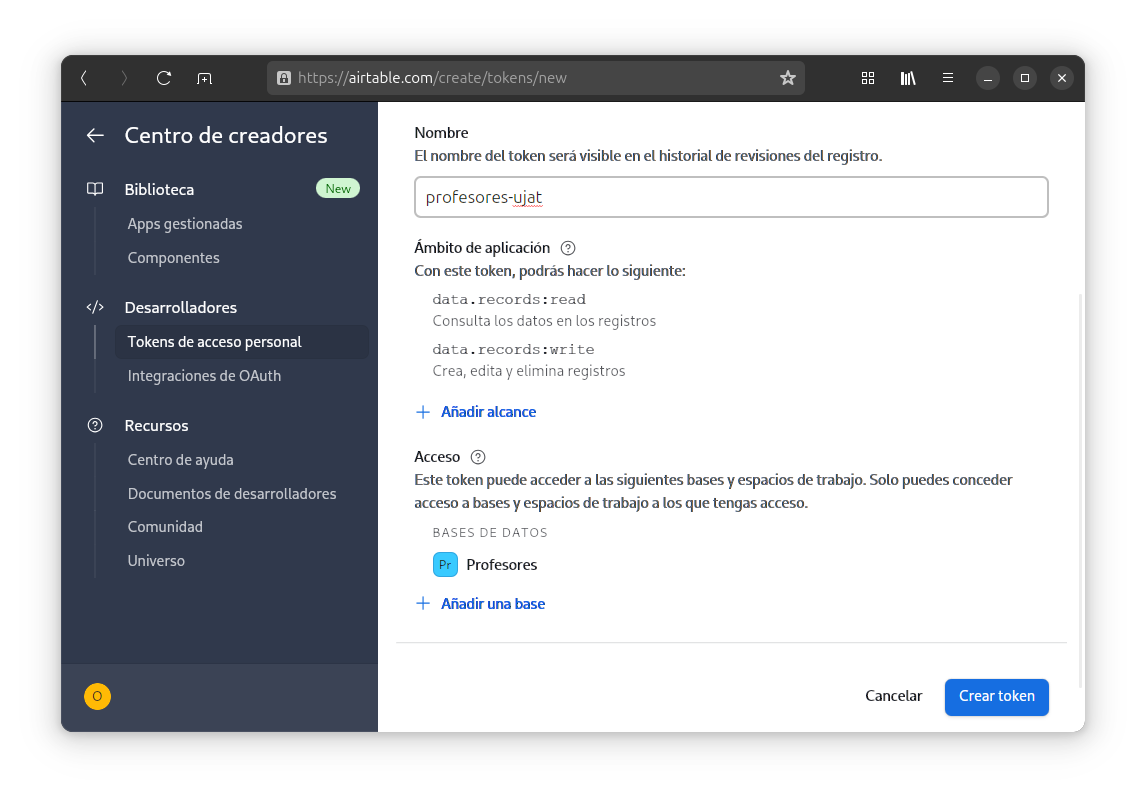 https://airtable.com/create/tokens/new
Centro de creadores
Biblioteca
New
Apps gestionadas
Componentes
Desarrolladores
Tokens de acceso personal
Integraciones de OAuth
Recursos
Centro de ayuda
Documentos de desarrolladores
Comunidad
Universo
O
Nombre
El nombre del token será visible en el historial de revisiones del registro.
profesores-ujat
Ámbito de aplicación
Con este token, podrás hacer lo siguiente:
data.records:read
Consulta los datos en los registros
data.records:write
Crea, edita y elimina registros
Añadir alcance
Acceso
Este token puede acceder a las siguientes bases y espacios de trabajo. Solo puedes conceder
acceso a bases y espacios de trabajo a los que tengas acceso.
BASES DE DATOS
Pr Profesores
Añadir una base
Cancelar
Crear token